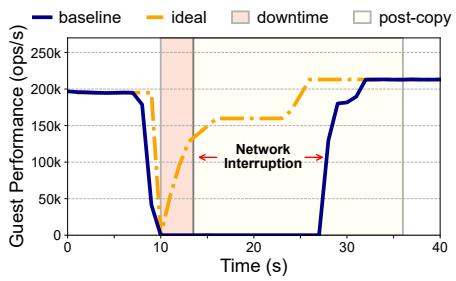 baseline
ideal
downtime
post-copy
Guest Performance (ops/s)
250k
200k
150k
100k
50k
0
Network
Interruption
0
10
20
30
40
Time (s)